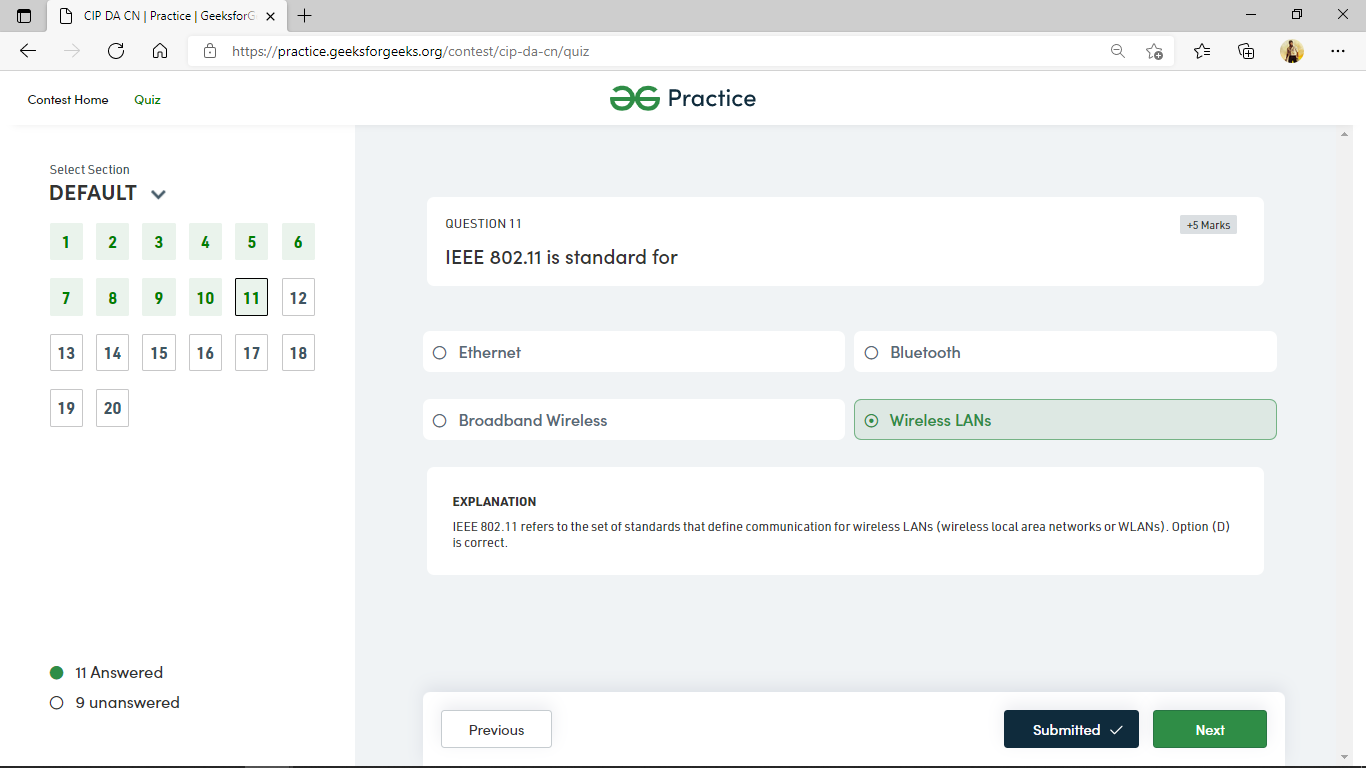 CIP DA CN | Practice | GeeksforG
https://practice.geeksforgeeks.org/contest/cip-da-cn/quiz
Contest Home Quiz
Practice
Select Section
DEFAULT
1 2 3 4 5 6
7 8 9 10 11 12
13 14 15 16 17 18
19 20
11 Answered
9 unanswered
QUESTION 11
+5 Marks
IEEE 802.11 is standard for
Ethernet
Bluetooth
Broadband Wireless
Wireless LANs
EXPLANATION
IEEE 802.11 refers to the set of standards that define communication for wireless LANs (wireless local area networks or WLANs). Option (D)
is correct.
Previous
Submitted
Next